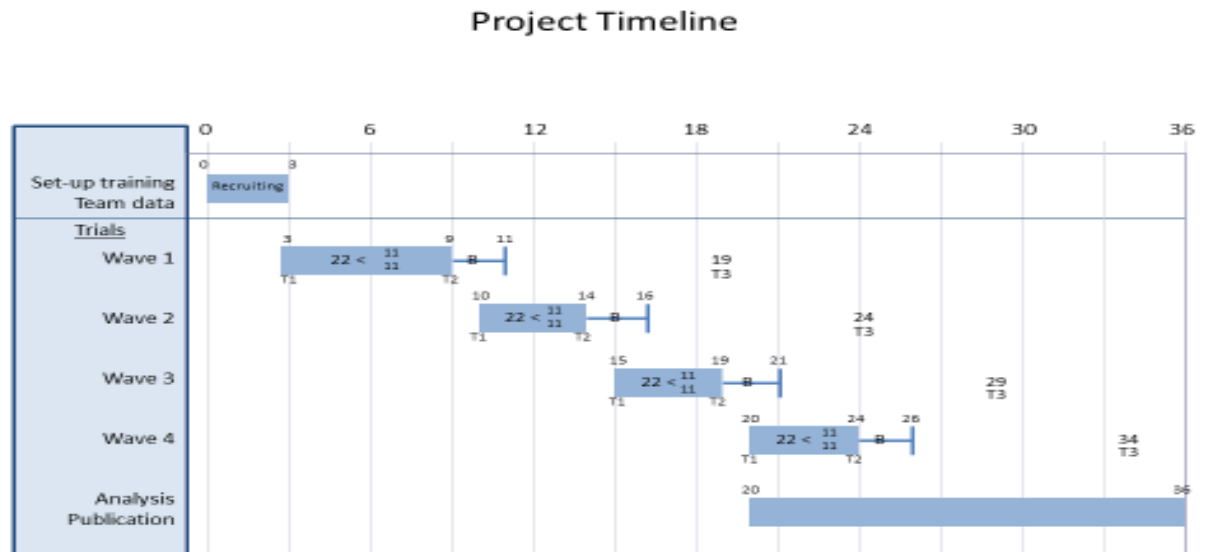 Project Timeline
0 6 12 18 24 30 36
0 3
Set-up training
Team data
Recruiting
Trials
3 9 11
Wave 1
22 < 11
11
B
19
T1 T2 T3
10 14 16
Wave 2
22 < 11
11
B
24
T1 T2 T3
15 19 21
Wave 3
22 < 11
11
B
29
T1 T2 T3
20 24 26
Wave 4
22 < 11
11
B
34
T1 T2 T3
20 36
Analysis
Publication